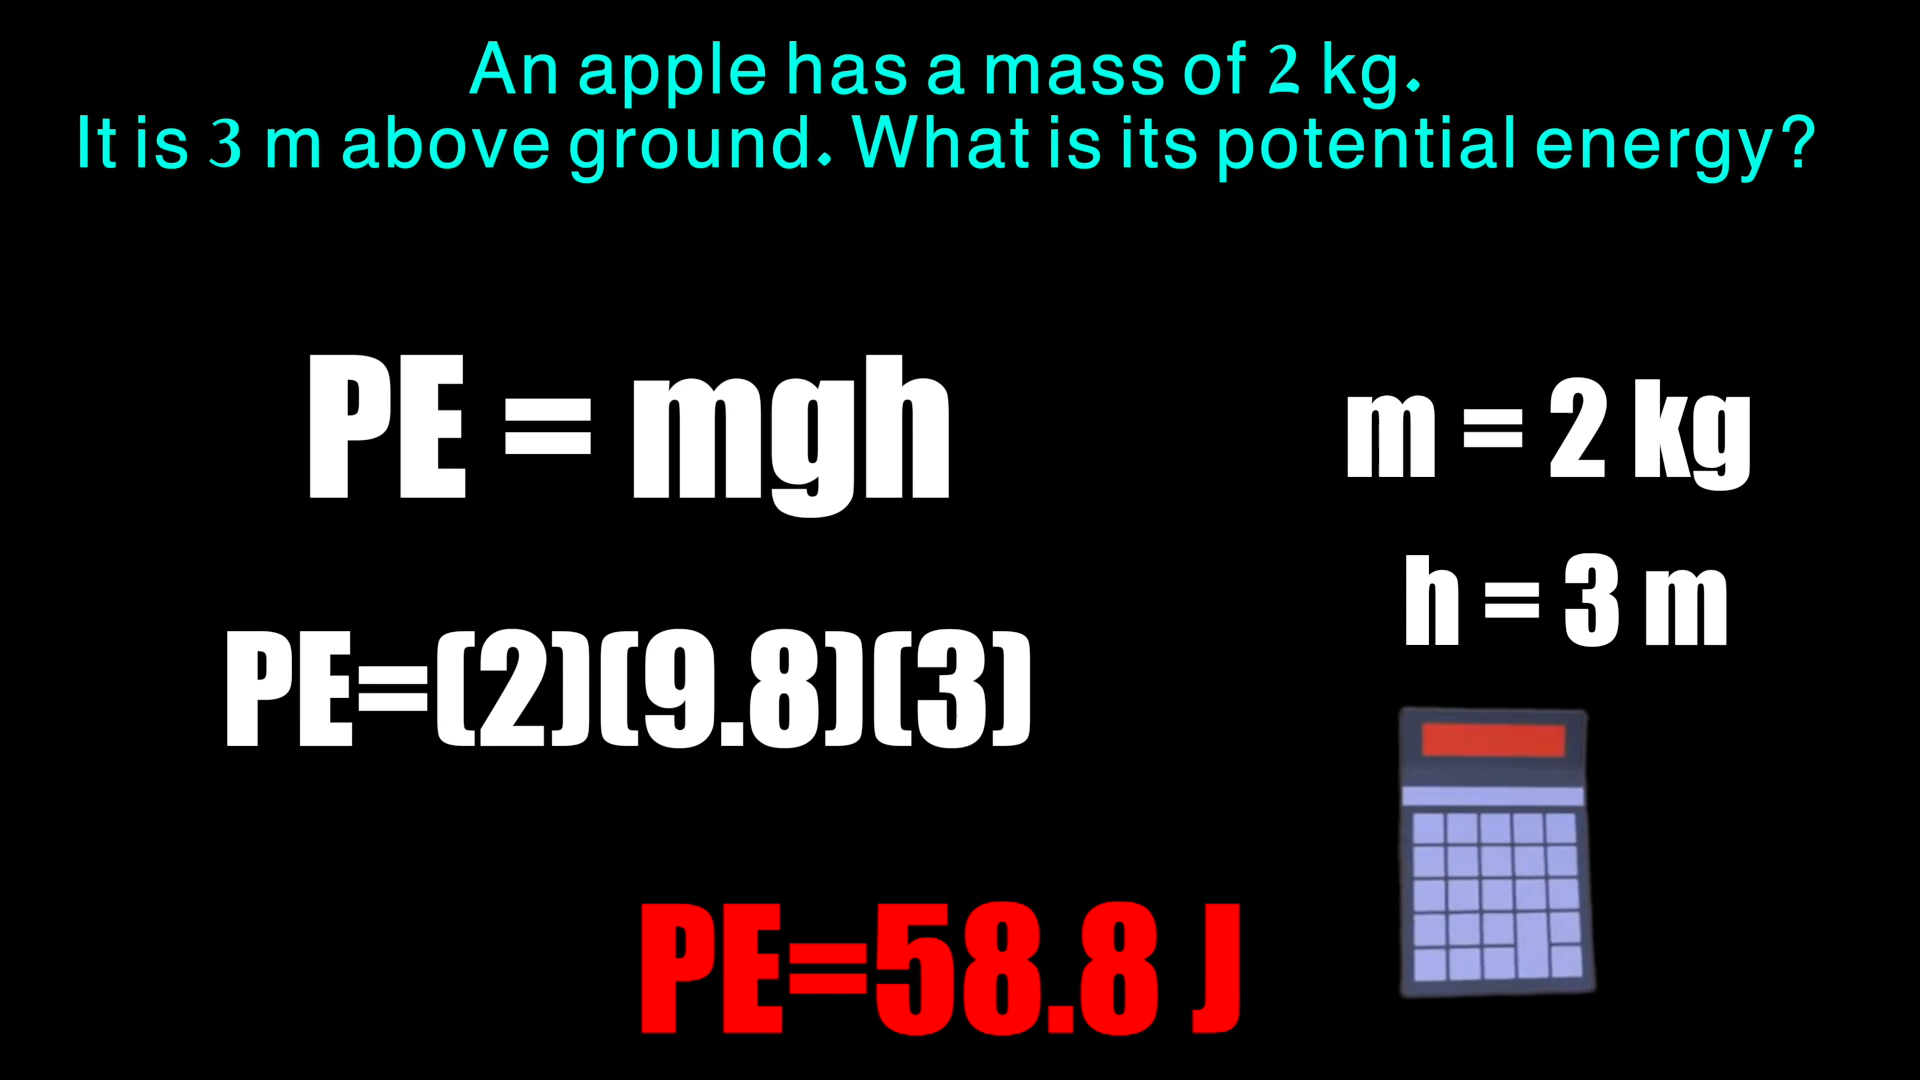 An apple has a mass of 2 kg.
It is 3 m above ground. What is its potential energy?
PE = mgh
m = 2 kg
h = 3 m
PE=(2)(9.8)(3)
PE=58.8 J